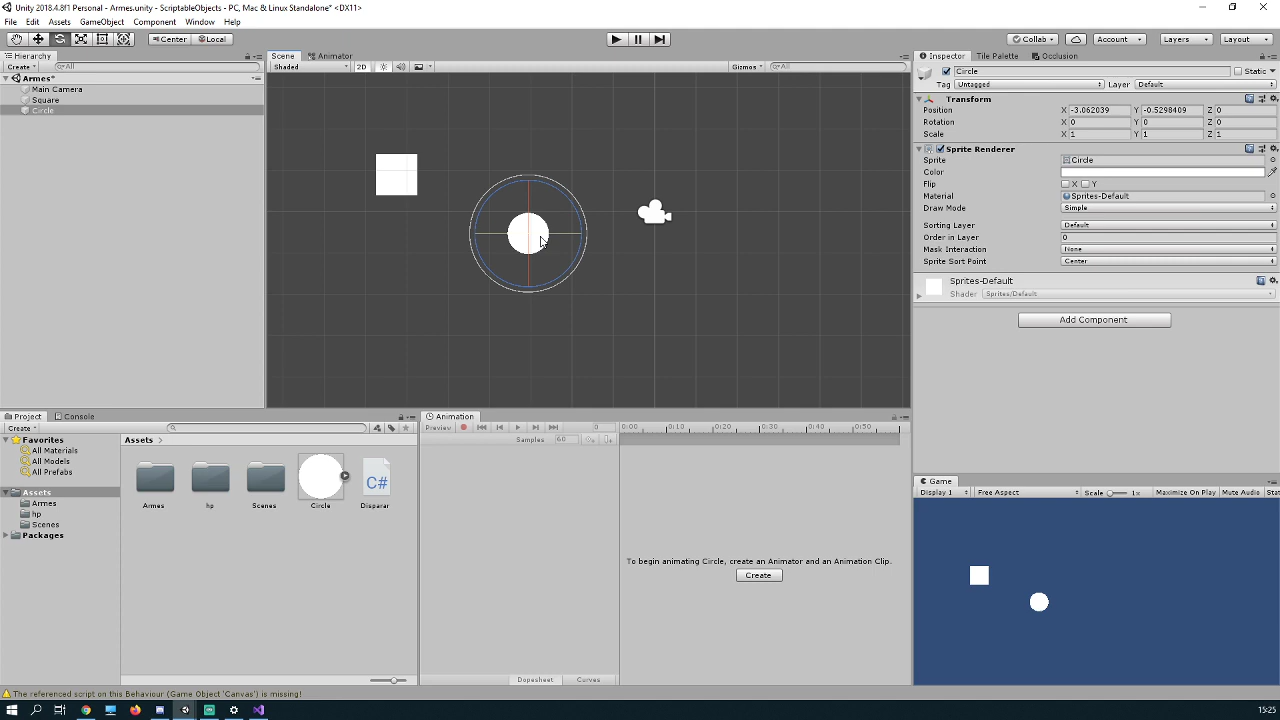 Unity 2018.4.8f1 Personal - Armes.unity - ScriptableObjects - PC, Mac & Linux Standalone* <DX11>
File Edit Assets GameObject Component Window Help
Center Local Collab Account Layers Layout
Hierarchy
Create All
Armes*
Main Camera
Square
Circle
Scene Animator
Shaded 2D Gizmos All
Inspector Tile Palette Occlusion
Circle Static
Tag Untagged Layer Default
Transform
Position X -3.062039 Y -0.5298409 Z 0
Rotation X 0 Y 0 Z 0
Scale X 1 Y 1 Z 1
Sprite Renderer
Sprite Circle
Color
Flip X Y
Material Sprites-Default
Draw Mode Simple
Sorting Layer Default
Order in Layer 0
Mask Interaction None
Sprite Sort Point Center
Sprites-Default
Shader Sprites/Default
Add Component
Project Console
Create
Favorites
All Materials
All Models
All Prefabs
Assets
Armes
hp
Scenes
Packages
Assets
Armes hp Scenes Circle C# Disparar
Animation
Preview 0 0:00 0:10 0:20 0:30 0:40 0:50
Samples 60
To begin animating Circle, create an Animator and an Animation Clip.
Create
Dopesheet Curves
Game
Display 1 Free Aspect Scale 1x Maximize On Play Mute Audio Stat
The referenced script on this Behaviour (Game Object 'Canvas') is missing!
15:25